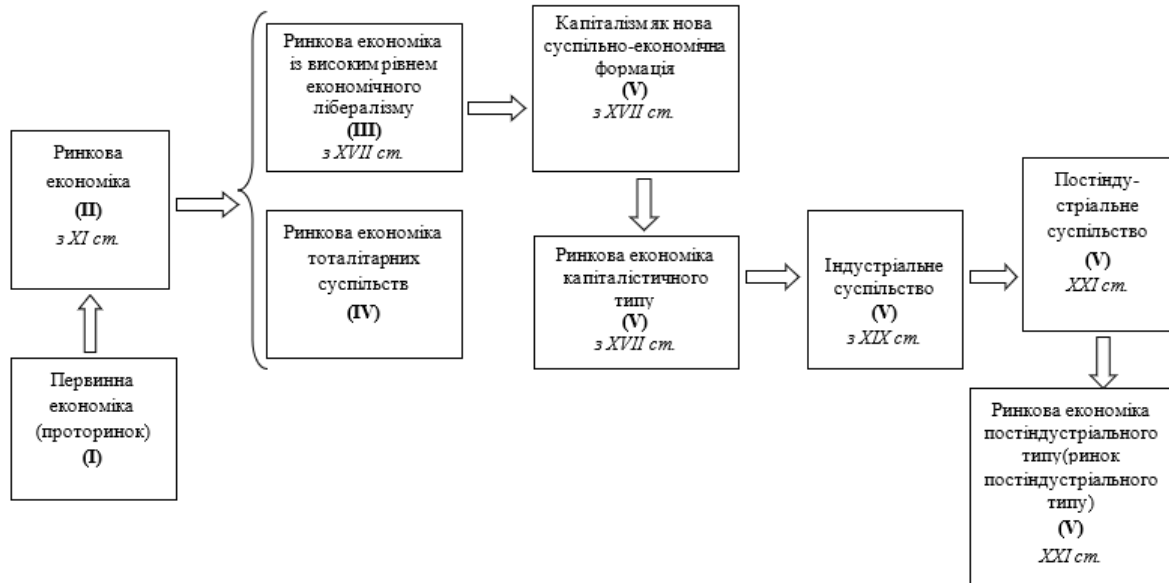 Первинна
економіка
(проторинок)
(I)
Ринкова
економіка
(II)
з XI ст.
Ринкова економіка
із високим рівнем
економічного
лібералізму
(III)
з XVII ст.
Ринкова економіка
тоталітарних
суспільств
(IV)
Капіталізм як нова
суспільно-економічна
формація
(V)
з XVII ст.
Ринкова економіка
капіталістичного
типу
(V)
з XVII ст.
Індустріальне
суспільство
(V)
з XIX ст.
Постінду-
стріальне
суспільство
(V)
XXI ст.
Ринкова економіка
постіндустріального
типу(ринок
постіндустріального
типу)
(V)
XXI ст.